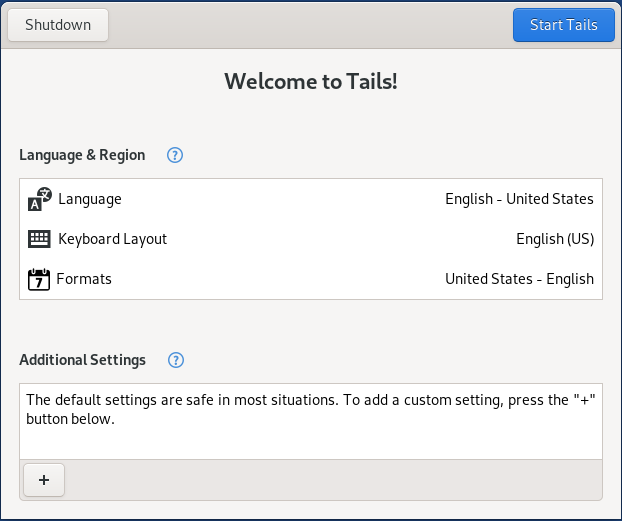 Shutdown
Start Tails
Welcome to Tails!
Language & Region ?
A 文 Language English - United States
Keyboard Layout English (US)
7 Formats United States - English
Additional Settings ?
The default settings are safe in most situations. To add a custom setting, press the "+"
button below.
+